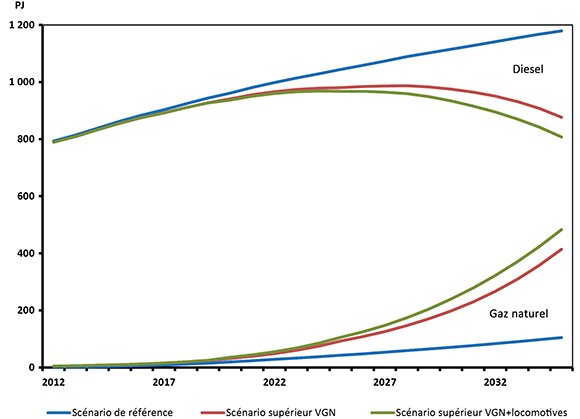 PJ
1 200
Diesel
1 000
800
600
400
200
Gaz naturel
0
2012 2017 2022 2027 2032
Scénario de référence Scénario supérieur VGN Scénario supérieur VGN+locomotives